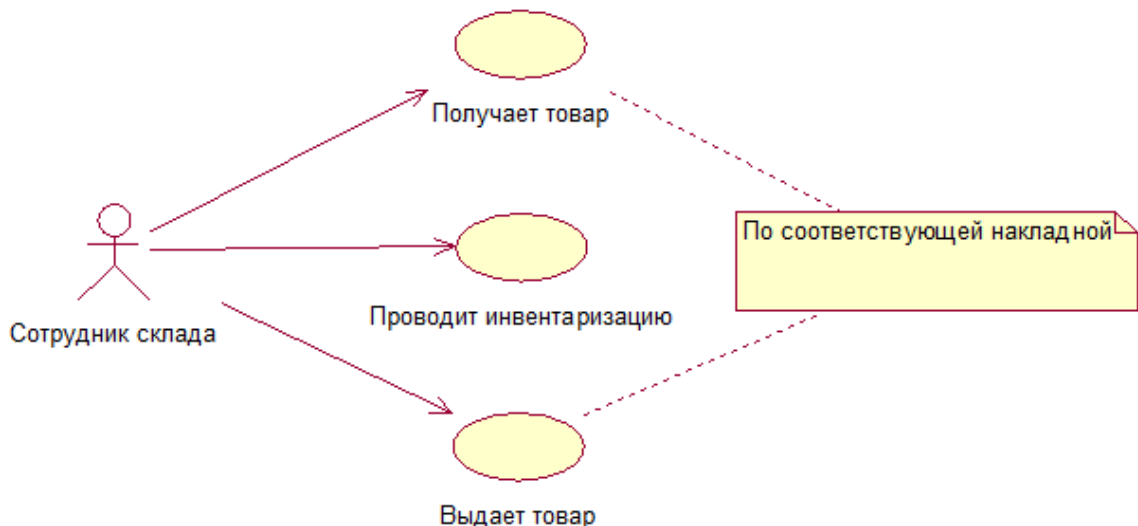 Получает товар
По соответствующей накладной
Проводит инвентаризацию
Сотрудник склада
Выдает товар